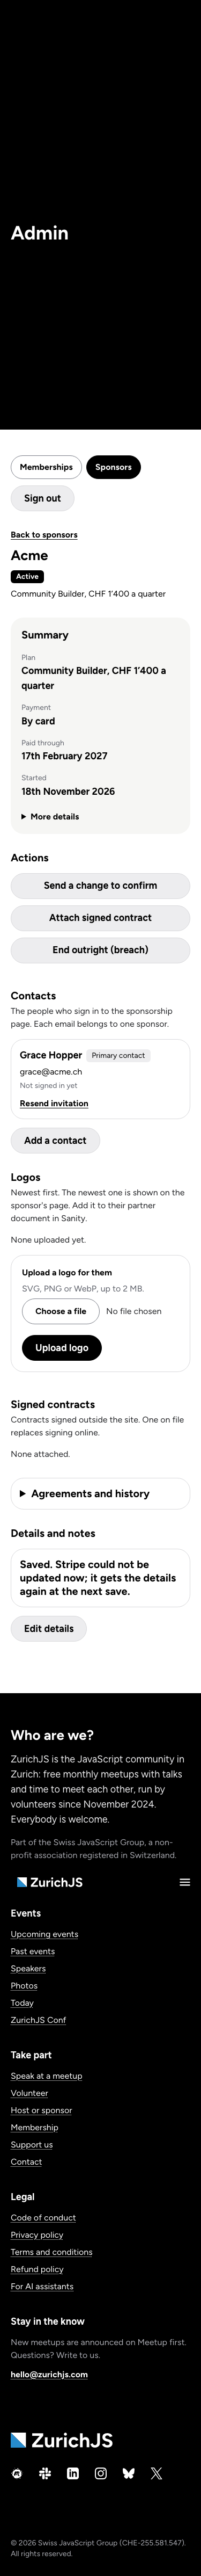 Admin
Memberships
Sponsors
Sign out
Back to sponsors
Acme
Active
Community Builder, CHF 1’400 a quarter
Summary
Plan
Community Builder, CHF 1’400 a
quarter
Payment
By card
Paid through
17th February 2027
Started
18th November 2026
More details
Actions
Send a change to confirm
Attach signed contract
End outright (breach)
Contacts
The people who sign in to the sponsorship
page. Each email belongs to one sponsor.
Grace Hopper
Primary contact
grace@acme.ch
Not signed in yet
Resend invitation
Add a contact
Logos
Newest first. The newest one is shown on the
sponsor's page. Add it to their partner
document in Sanity.
None uploaded yet.
Upload a logo for them
SVG, PNG or WebP, up to 2 MB.
Choose a file
No file chosen
Upload logo
Signed contracts
Contracts signed outside the site. One on file
replaces signing online.
None attached.
Agreements and history
Details and notes
Saved. Stripe could not be
updated now; it gets the details
again at the next save.
Edit details
Who are we?
ZurichJS is the JavaScript community in
Zurich: free monthly meetups with talks
and time to meet each other, run by
volunteers since November 2024.
Everybody is welcome.
Part of the Swiss JavaScript Group, a non-
profit association registered in Switzerland.
ZurichJS
Events
Upcoming events
Past events
Speakers
Photos
Today
ZurichJS Conf
Take part
Speak at a meetup
Volunteer
Host or sponsor
Membership
Support us
Contact
Legal
Code of conduct
Privacy policy
Terms and conditions
Refund policy
For AI assistants
Stay in the know
New meetups are announced on Meetup first.
Questions? Write to us.
hello@zurichjs.com
ZurichJS
© 2026 Swiss JavaScript Group (CHE-255.581.547).
All rights reserved.